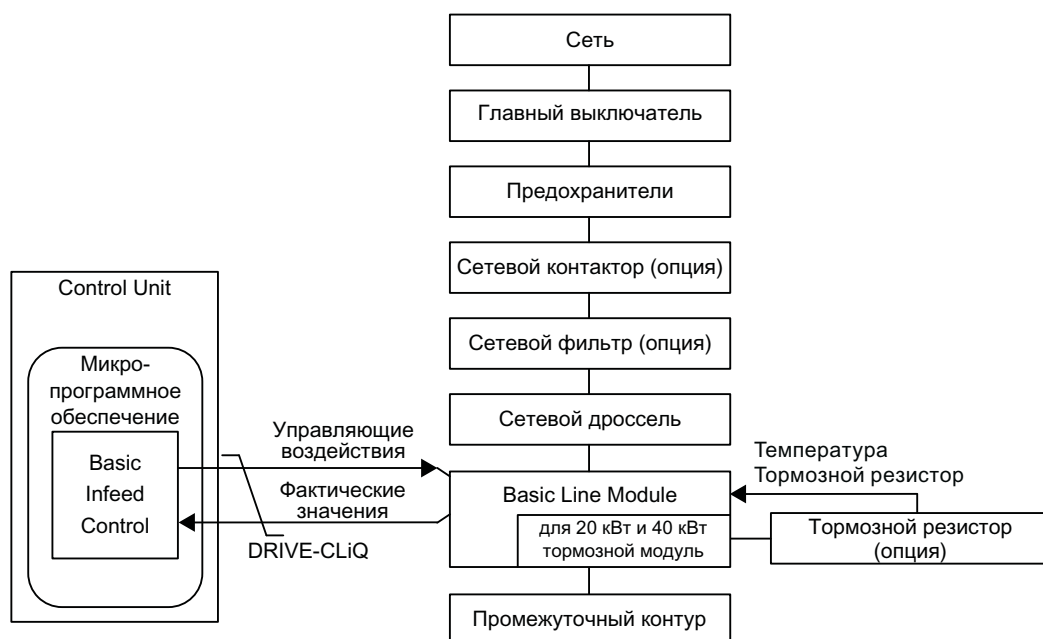 Сеть
Главный выключатель
Предохранители
Сетевой контактор (опция)
Control Unit
Сетевой фильтр (опция)
Микро-
программное
обеспечение
Сетевой дроссель
Basic
Infeed
Control
Управляющие
воздействия
Фактические
значения
DRIVE-CLiQ
Basic Line Module
для 20 кВт и 40 кВт
тормозной модуль
Температура
Тормозной резистор
Тормозной резистор
(опция)
Промежуточный контур